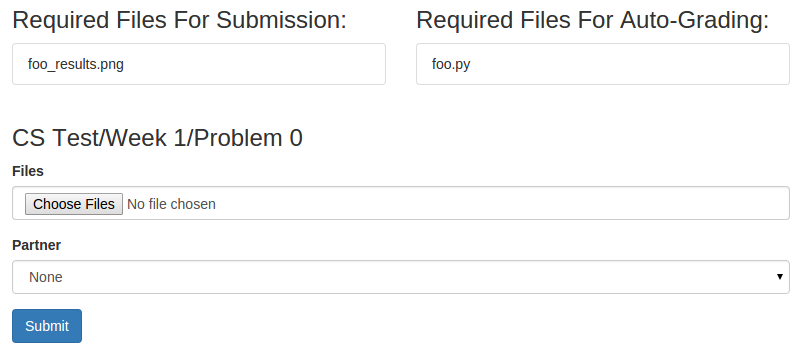 Required Files For Submission:
Required Files For Auto-Grading:
foo_results.png
foo.py
CS Test/Week 1/Problem 0
Files
Choose Files No file chosen
Partner
None
Submit